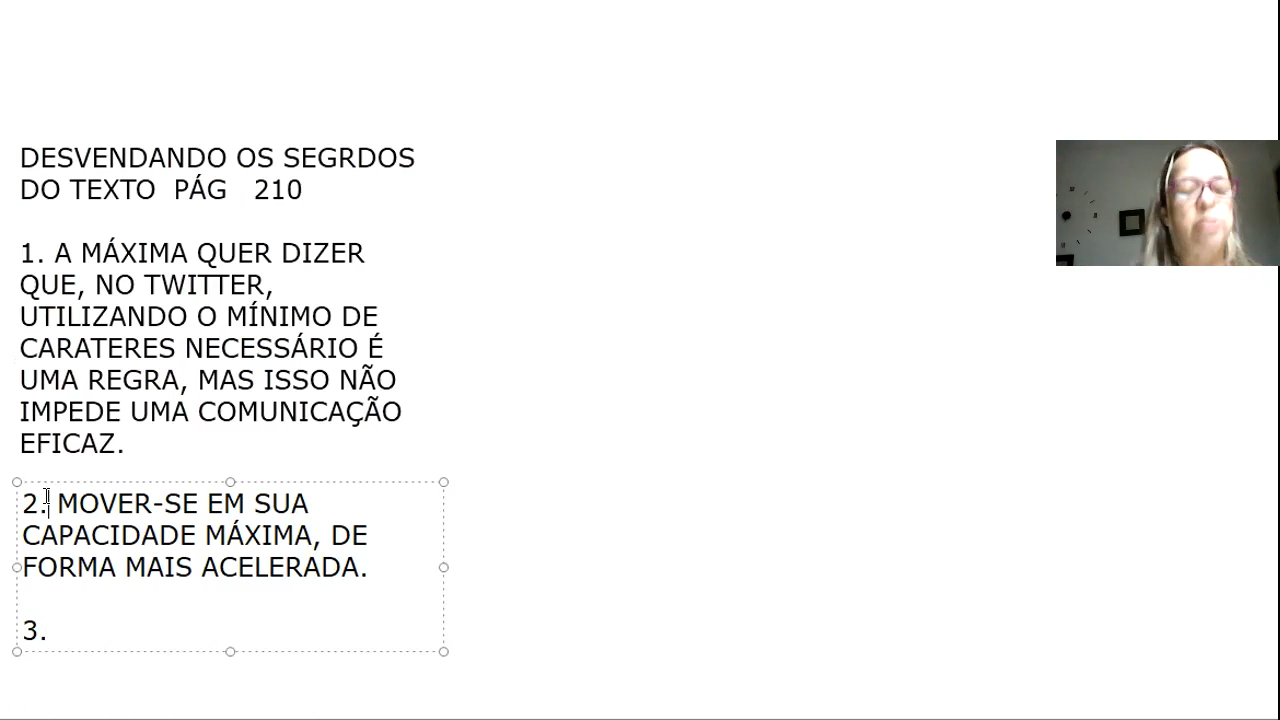 DESVENDANDO OS SEGRDOS
DO TEXTO PÁG 210
1. A MÁXIMA QUER DIZER
QUE, NO TWITTER,
UTILIZANDO O MÍNIMO DE
CARATERES NECESSÁRIO É
UMA REGRA, MAS ISSO NÃO
IMPEDE UMA COMUNICAÇÃO
EFICAZ.
2. MOVER-SE EM SUA
CAPACIDADE MÁXIMA, DE
FORMA MAIS ACELERADA.
3.